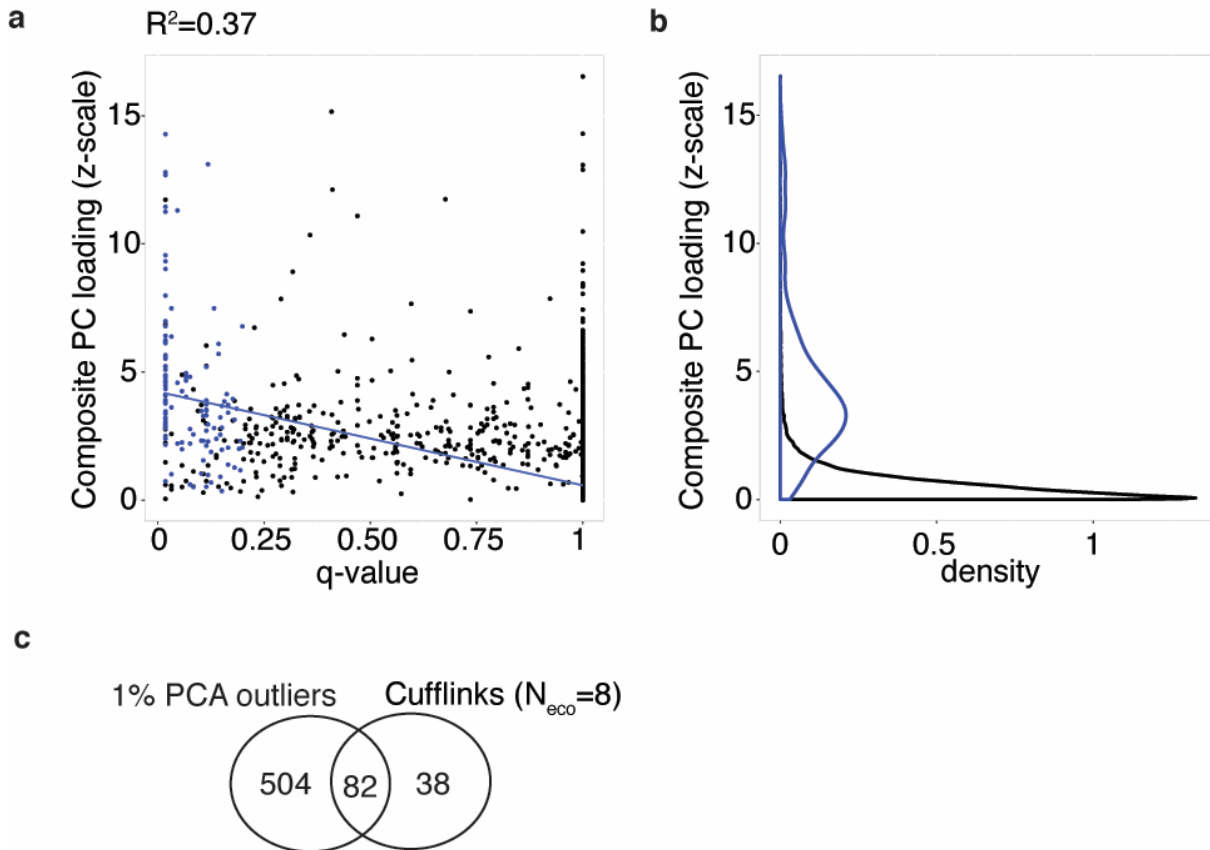 a
R²=0.37
Composite PC loading (z-scale)
15
10
5
0
0 0.25 0.50 0.75 1
q-value
b
Composite PC loading (z-scale)
15
10
5
0
0 0.5 1
density
c
1% PCA outliers Cufflinks (Neco=8)
504 82 38